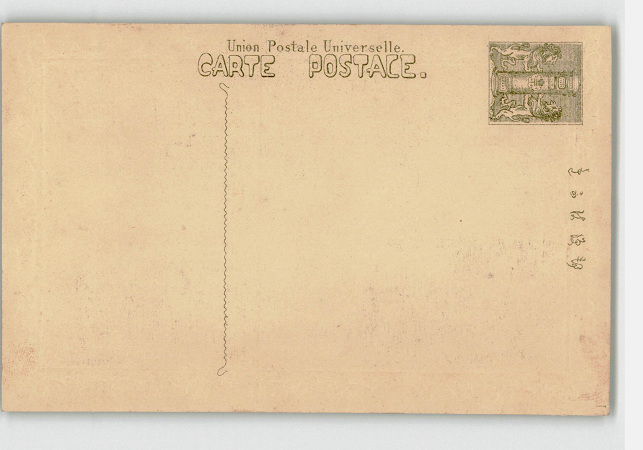 Union Postale Universelle.
CARTE POSTALE.